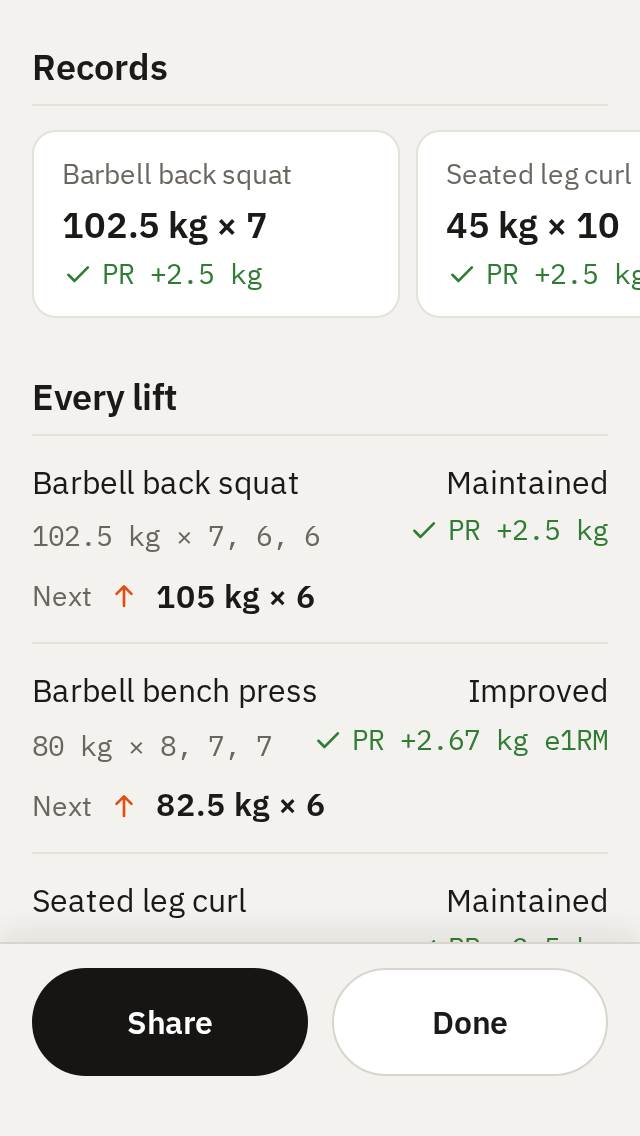 Records
Barbell back squat
102.5 kg × 7
PR +2.5 kg
Seated leg curl
45 kg × 10
PR +2.5 kg
Every lift
Barbell back squat
Maintained
102.5 kg × 7, 6, 6
PR +2.5 kg
Next ↑ 105 kg × 6
Barbell bench press
Improved
80 kg × 8, 7, 7
PR +2.67 kg e1RM
Next ↑ 82.5 kg × 6
Seated leg curl
Maintained
Share
Done